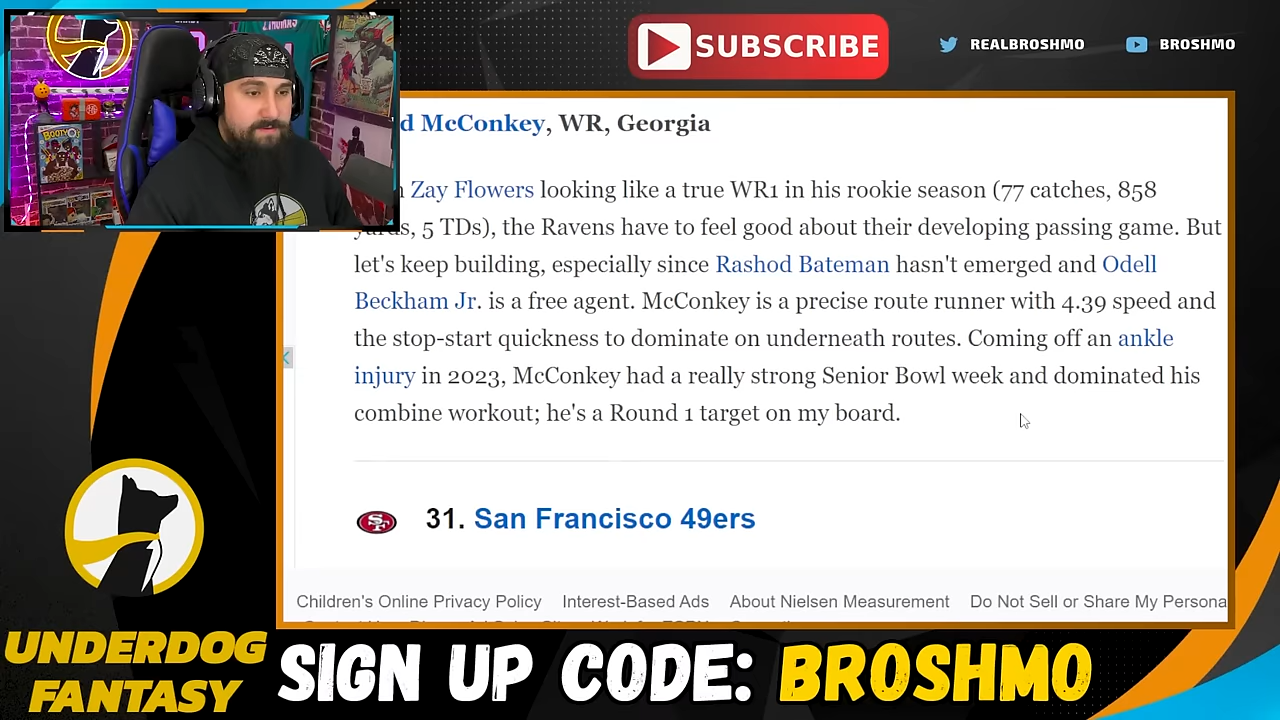 SUBSCRIBE
REALBROSHMO
BROSHMO
BOOTY
d McConkey, WR, Georgia
Zay Flowers looking like a true WR1 in his rookie season (77 catches, 858
yards, 5 TDs), the Ravens have to feel good about their developing passing game. But
let's keep building, especially since Rashod Bateman hasn't emerged and Odell
Beckham Jr. is a free agent. McConkey is a precise route runner with 4.39 speed and
the stop-start quickness to dominate on underneath routes. Coming off an ankle
injury in 2023, McConkey had a really strong Senior Bowl week and dominated his
combine workout; he's a Round 1 target on my board.
31. San Francisco 49ers
Children's Online Privacy Policy Interest-Based Ads About Nielsen Measurement Do Not Sell or Share My Persona
UNDERDOG
FANTASY
SIGN UP CODE: BROSHMO